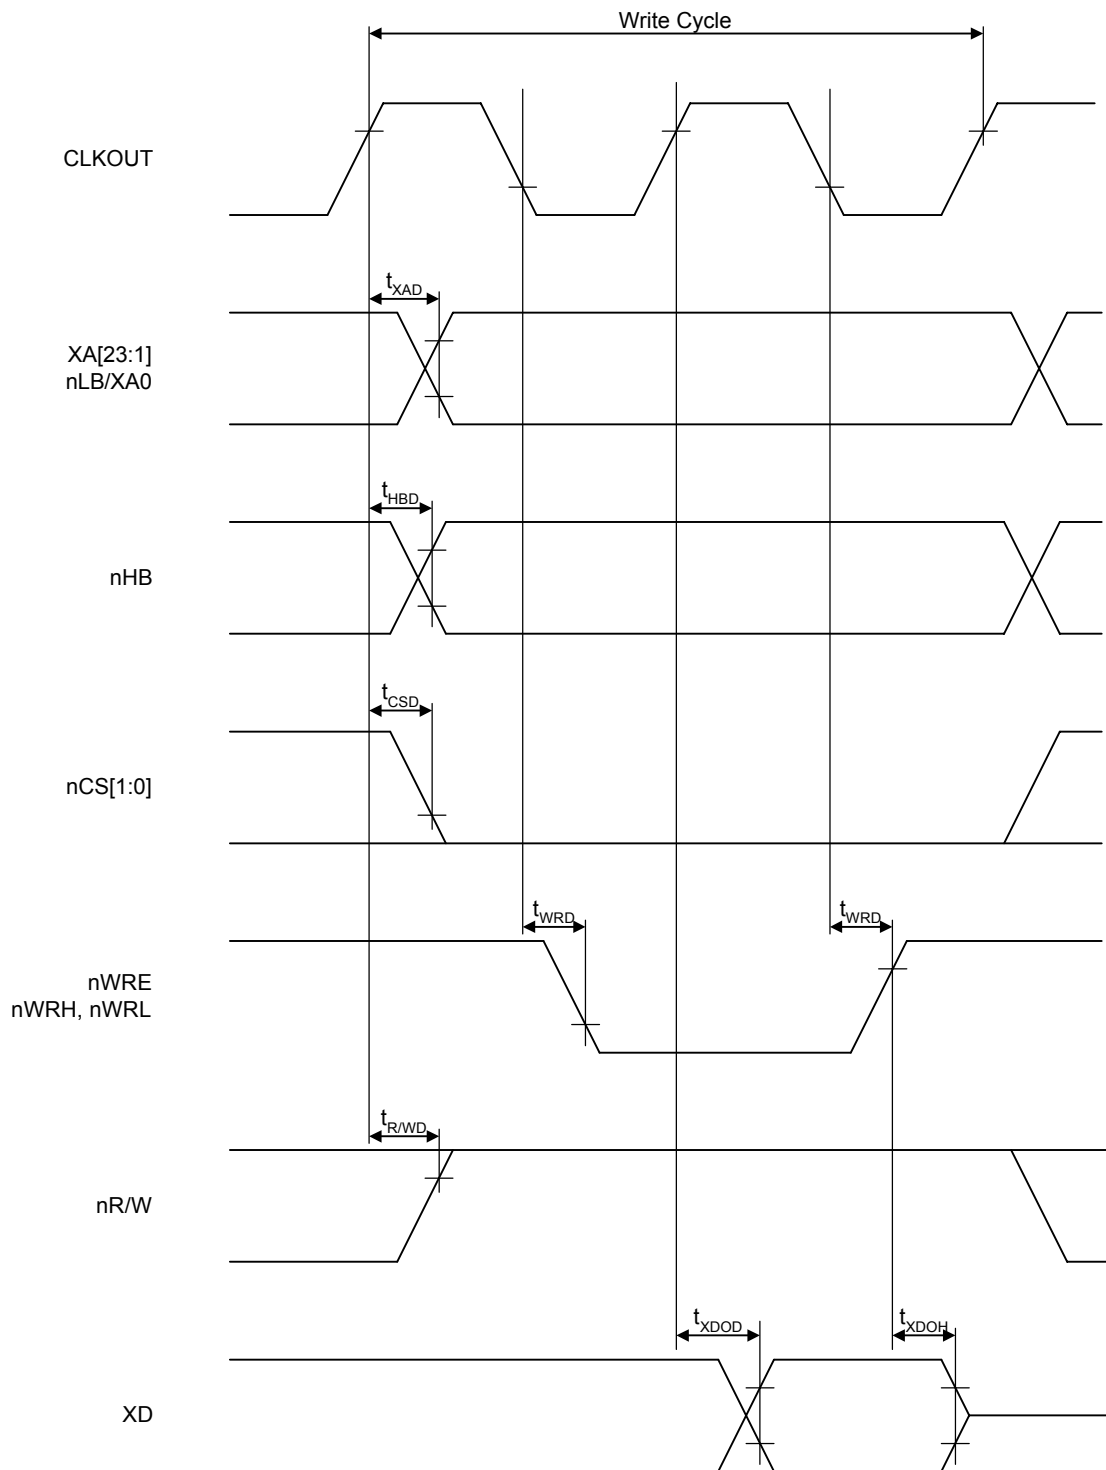 Write Cycle
CLKOUT
tXAD
XA[23:1]
nLB/XA0
tHBD
nHB
tCSD
nCS[1:0]
tWRD
tWRD
nWRE
nWRH, nWRL
tR/WD
nR/W
tXDOD
tXDOH
XD